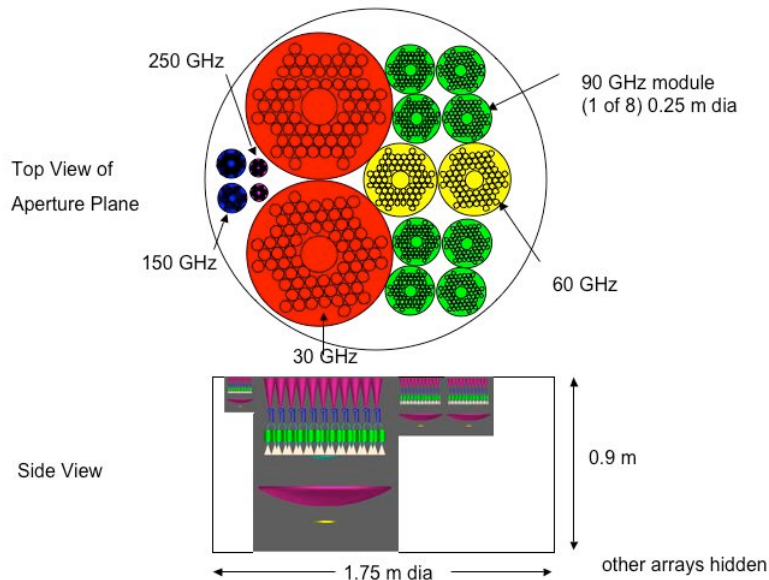 250 GHz
90 GHz module
(1 of 8) 0.25 m dia
Top View of
Aperture Plane
150 GHz
60 GHz
30 GHz
Side View
0.9 m
1.75 m dia
other arrays hidden